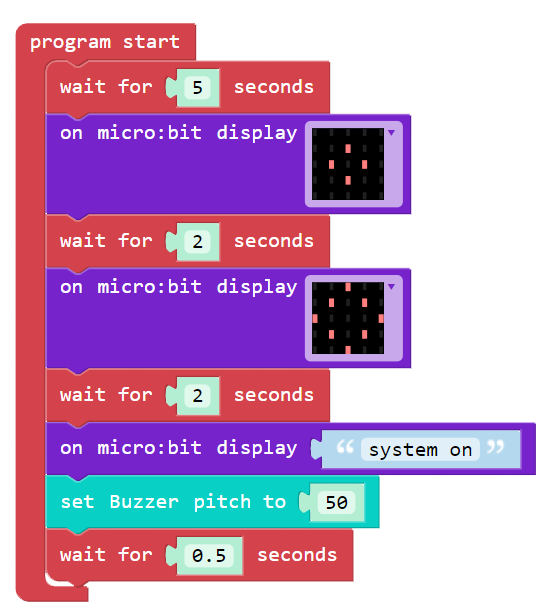 program start
wait for 5 seconds
on micro:bit display
wait for 2 seconds
on micro:bit display
wait for 2 seconds
on micro:bit display “ system on ”
set Buzzer pitch to 50
wait for 0.5 seconds